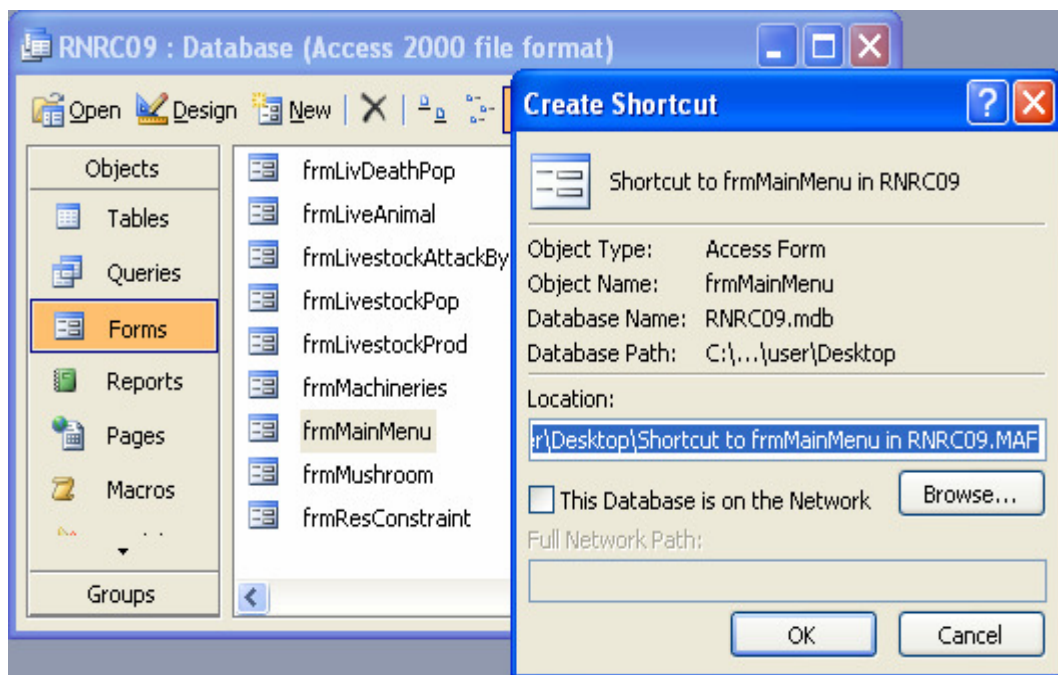 RNRC09 : Database (Access 2000 file format)
Open Design New
Objects
Tables
Queries
Forms
Reports
Pages
Macros
Groups
frmLivDeathPop
frmLiveAnimal
frmLivestockAttackBy
frmLivestockPop
frmLivestockProd
frmMachineries
frmMainMenu
frmMushroom
frmResConstraint
Create Shortcut
Shortcut to frmMainMenu in RNRC09
Object Type: Access Form
Object Name: frmMainMenu
Database Name: RNRC09.mdb
Database Path: C:\...\user\Desktop
Location:
er\Desktop\Shortcut to frmMainMenu in RNRC09.MAF
This Database is on the Network
Browse...
Full Network Path:
OK Cancel